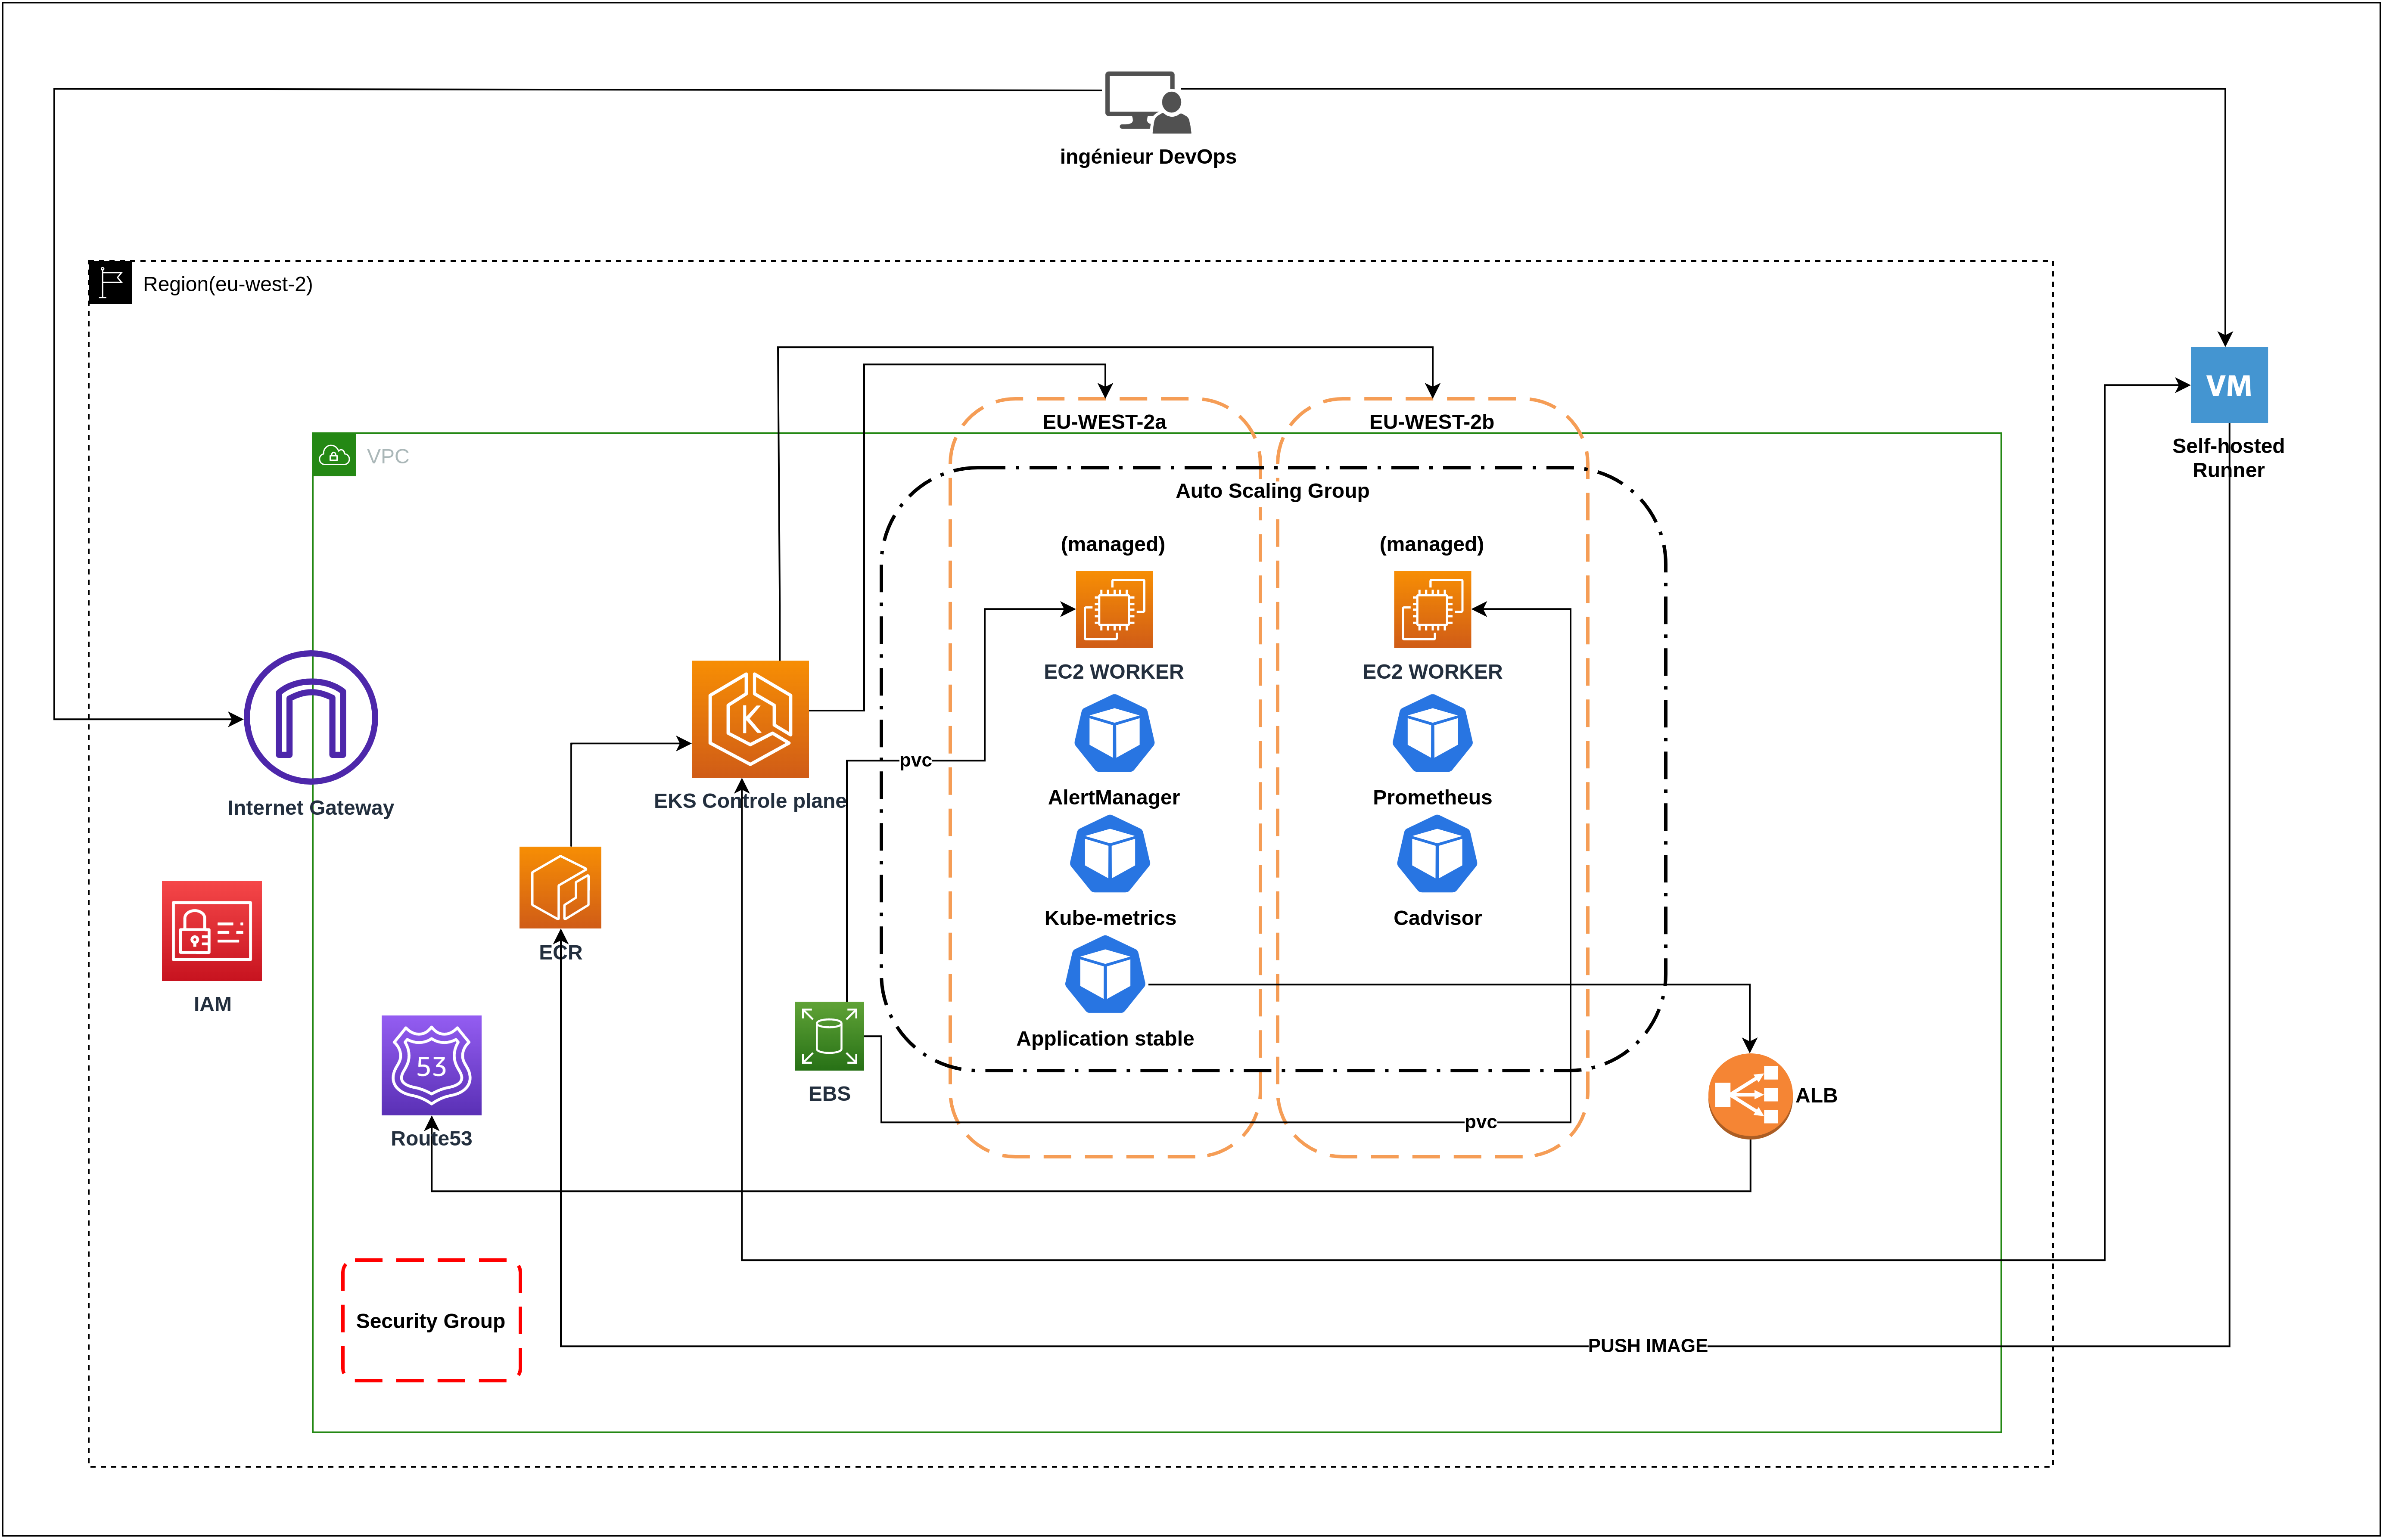 ingénieur DevOps
Region(eu-west-2)
VM
Self-hosted
Runner
EU-WEST-2a
EU-WEST-2b
VPC
Auto Scaling Group
(managed)
(managed)
EC2 WORKER
EC2 WORKER
K
EKS Controle plane
pvc
Internet Gateway
AlertManager
Prometheus
ECR
Kube-metrics
Cadvisor
IAM
53
Route53
EBS
Application stable
ALB
pvc
Security Group
PUSH IMAGE